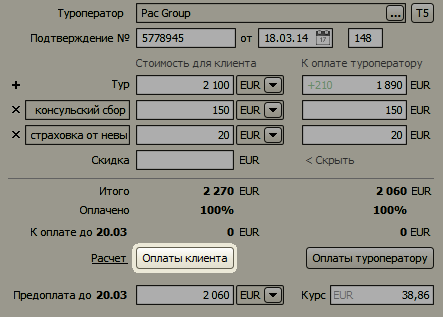 Туроператор Pac Group ... T5
Подтверждение № 5778945 от 18.03.14 148
Стоимость для клиента К оплате туроператору
+ Тур 2 100 EUR +210 1 890 EUR
× консульский сбор 150 EUR 150 EUR
× страховка от невы 20 EUR 20 EUR
Скидка EUR < Скрыть
Итого 2 270 EUR 2 060 EUR
Оплачено 100% 100%
К оплате до 20.03 0 EUR 0 EUR
Расчет Оплаты клиента Оплаты туроператору
Предоплата до 20.03 2 060 EUR Курс EUR 38,86